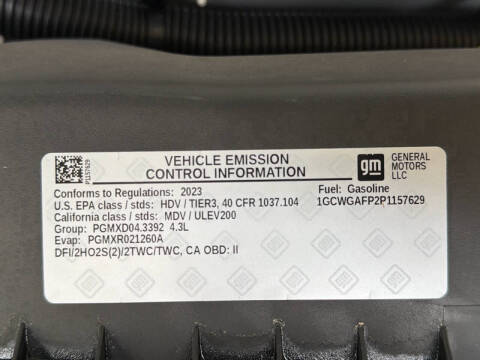 P1157629
VEHICLE EMISSION
CONTROL INFORMATION
gm
GENERAL
MOTORS
LLC
Conforms to Regulations: 2023
Fuel: Gasoline
U.S. EPA class / stds: HDV / TIER3, 40 CFR 1037.104
1GCWGAFP2P1157629
California class / stds: MDV / ULEV200
Group: PGMXD04.3392 4.3L
Evap: PGMXR021260A
DFI/2HO2S(2)/2TWC/TWC, CA OBD: II